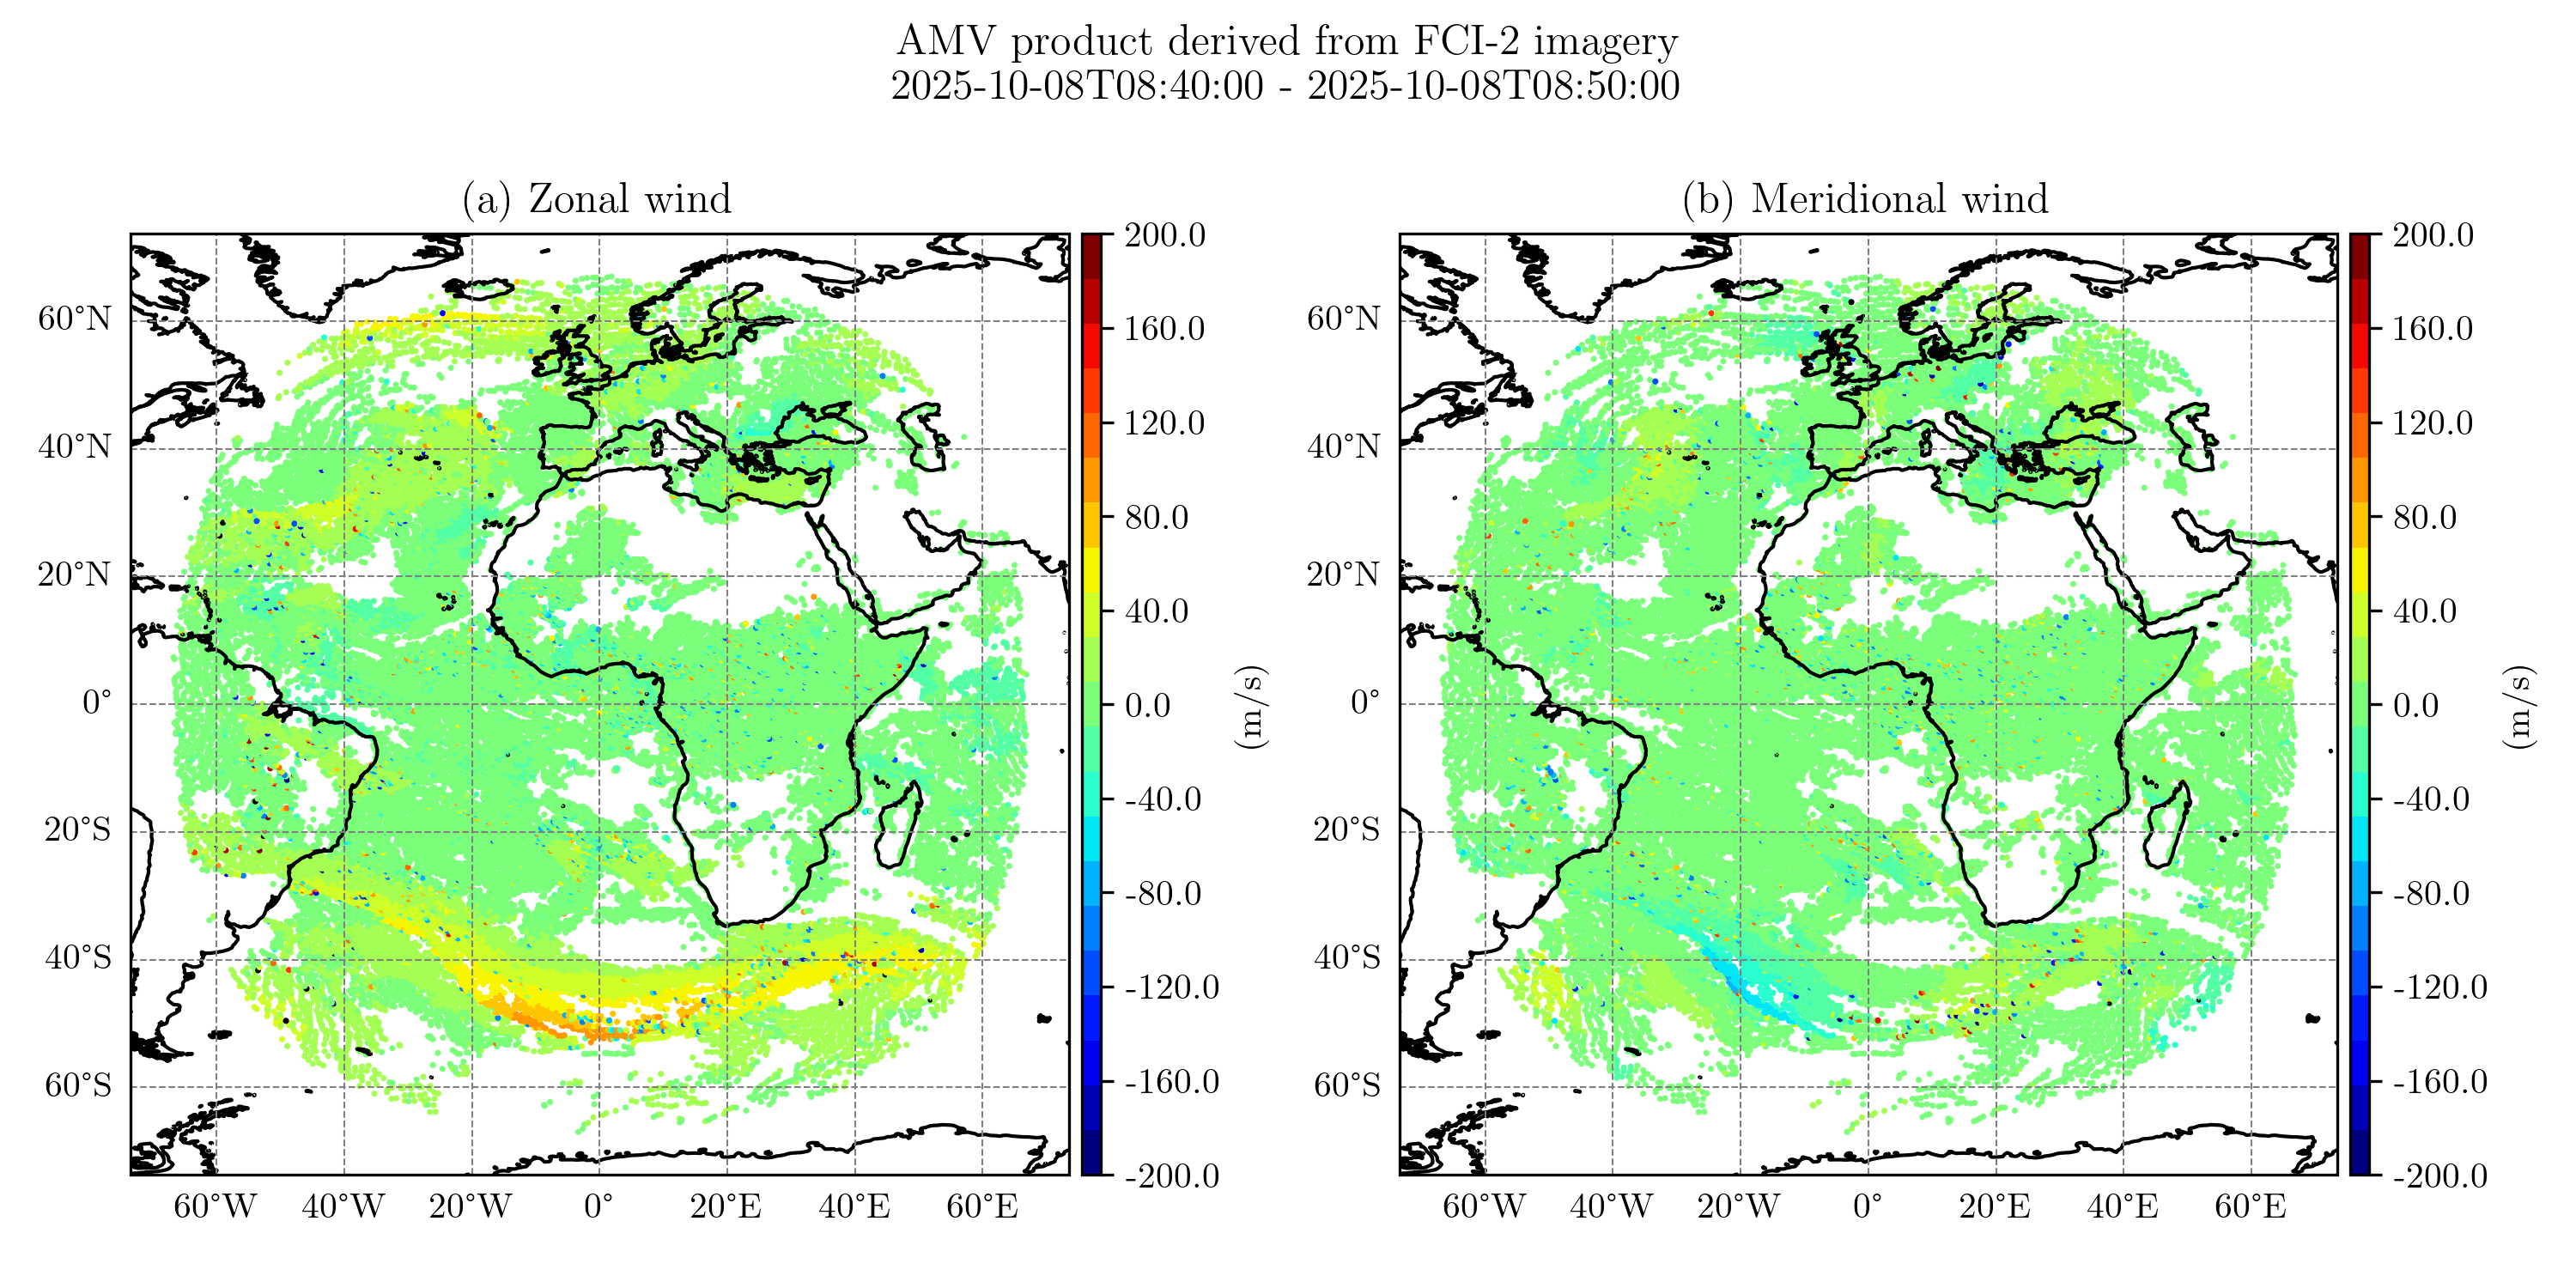 AMV product derived from FCI-2 imagery
2025-10-08T08:40:00 - 2025-10-08T08:50:00
(a) Zonal wind
60°N
40°N
20°N
0°
20°S
40°S
60°S
60°W 40°W 20°W 0° 20°E 40°E 60°E
200.0
160.0
120.0
80.0
40.0
0.0
-40.0
-80.0
-120.0
-160.0
-200.0
(m/s)
(b) Meridional wind
60°N
40°N
20°N
0°
20°S
40°S
60°S
60°W 40°W 20°W 0° 20°E 40°E 60°E
200.0
160.0
120.0
80.0
40.0
0.0
-40.0
-80.0
-120.0
-160.0
-200.0
(m/s)